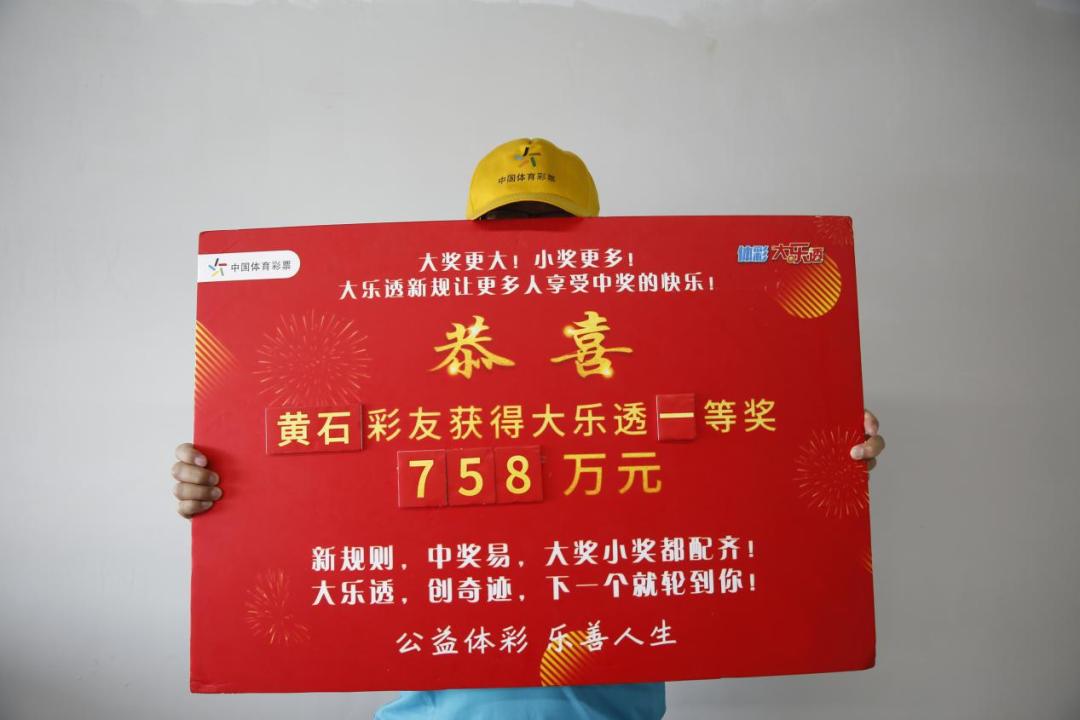 中国体育彩票
中国体育彩票
体彩 大乐透
大奖更大！小奖更多！
大乐透新规让更多人享受中奖的快乐！
恭喜
黄石彩友获得大乐透一等奖
758万元
新规则，中奖易，大奖小奖都配齐！
大乐透，创奇迹，下一个就轮到你！
公益体彩 乐善人生